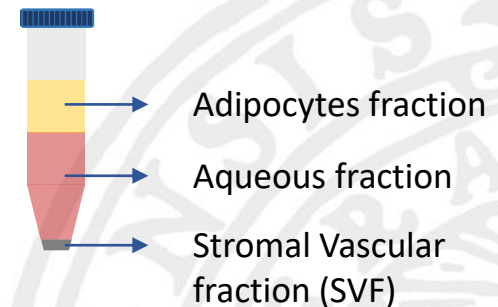 Adipocytes fraction
Aqueous fraction
Stromal Vascular
fraction (SVF)